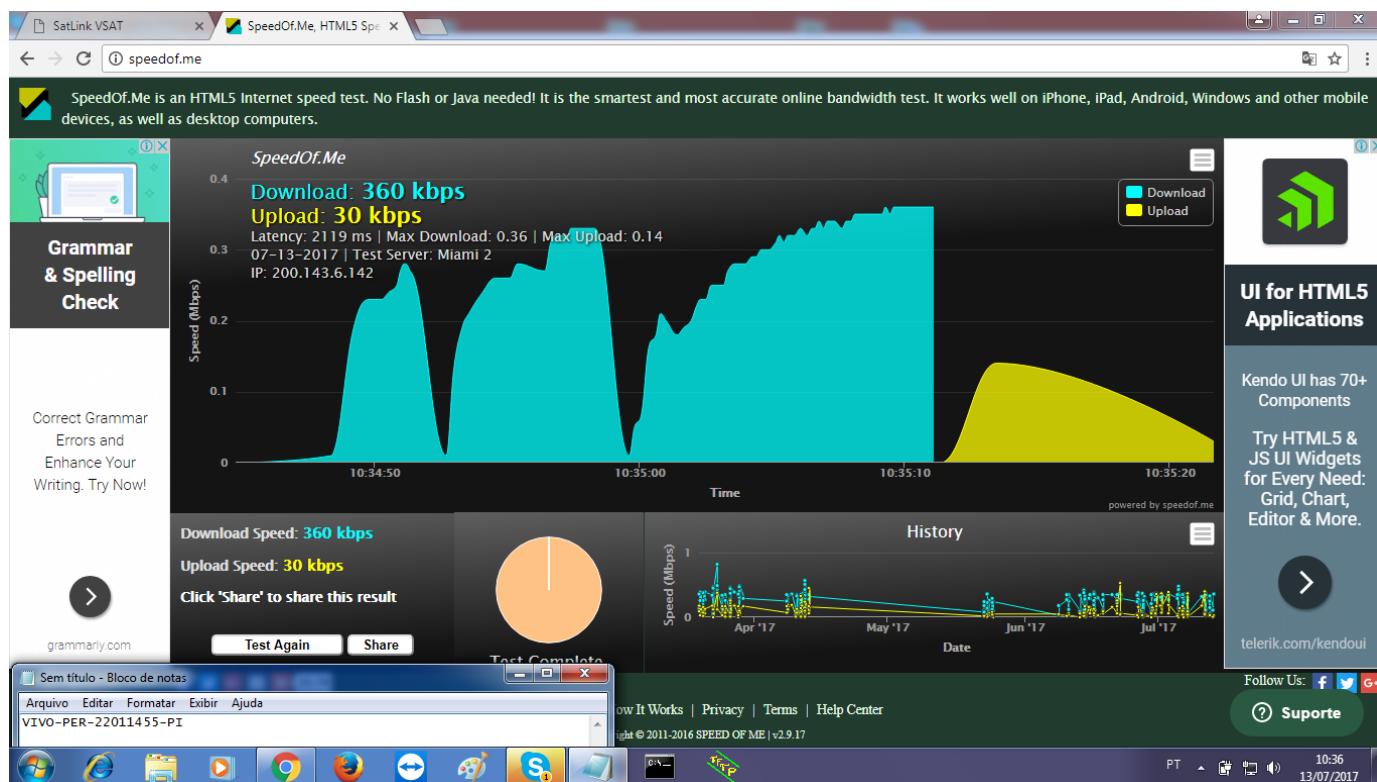 SatLink VSAT
SpeedOf.Me, HTML5 Spe
speedof.me
SpeedOf.Me is an HTML5 Internet speed test. No Flash or Java needed! It is the smartest and most accurate online bandwidth test. It works well on iPhone, iPad, Android, Windows and other mobile
devices, as well as desktop computers.
Grammar
& Spelling
Check
Correct Grammar
Errors and
Enhance Your
Writing. Try Now!
grammarly.com
SpeedOf.Me
Download: 360 kbps
Upload: 30 kbps
Latency: 2119 ms | Max Download: 0.36 | Max Upload: 0.14
07-13-2017 | Test Server: Miami 2
IP: 200.143.6.142
Download
Upload
Speed (Mbps)
0.4
0.3
0.2
0.1
0
10:34:50
10:35:00
10:35:10
10:35:20
Time
powered by speedof.me
UI for HTML5
Applications
Kendo UI has 70+
Components
Try HTML5 &
JS UI Widgets
for Every Need:
Grid, Chart,
Editor & More.
telerik.com/kendoui
Download Speed: 360 kbps
Upload Speed: 30 kbps
Click 'Share' to share this result
Test Again
Share
Test Complete
History
Speed (Mbps)
1
0
Apr '17
May '17
Jun '17
Jul '17
Date
Sem título - Bloco de notas
Arquivo Editar Formatar Exibir Ajuda
VIVO-PER-22011455-PI
ow It Works | Privacy | Terms | Help Center
ight © 2011-2016 SPEED OF ME | v2.9.17
Follow Us:
Suporte
C:\_
TFTP
PT
10:36
13/07/2017